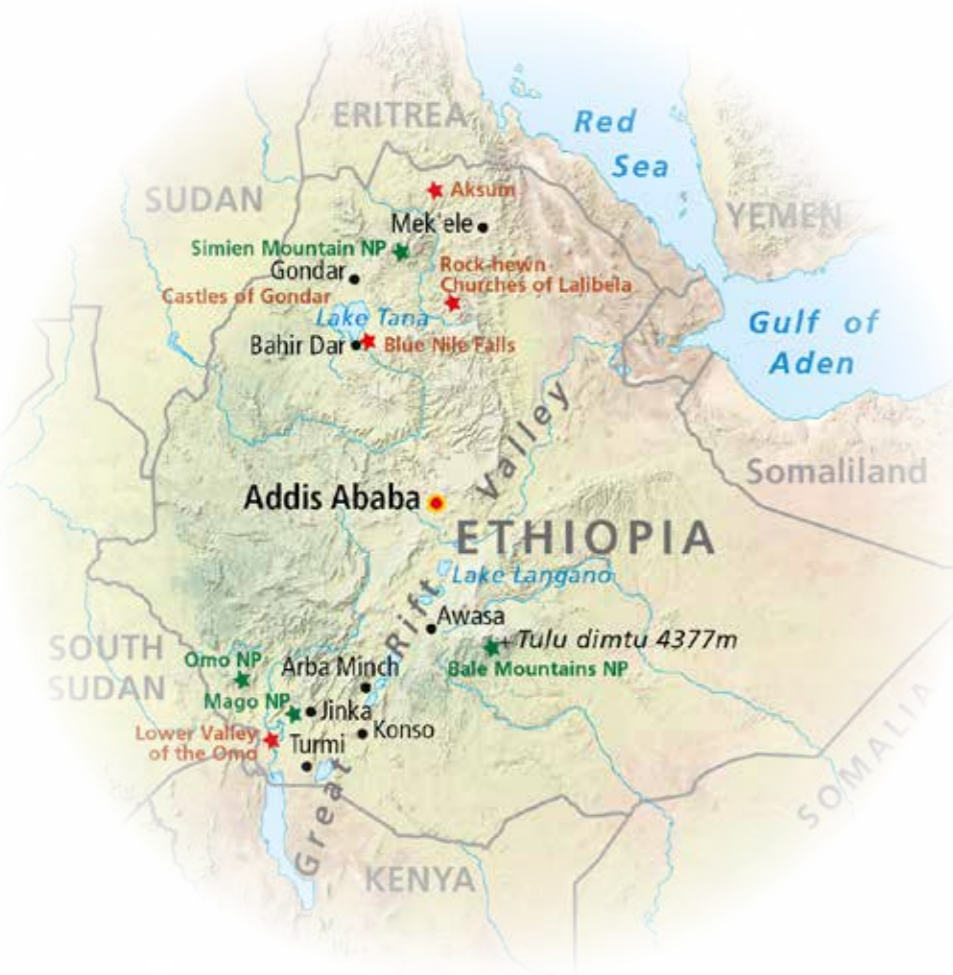 ERITREA
Red
Sea
SUDAN
Aksum
YEMEN
Mek'ele
Simien Mountain NP
Gondar
Rock-hewn
Churches of Lalibela
Castles of Gondar
Lake Tana
Gulf of
Aden
Bahir Dar
Blue Nile Falls
Great Rift Valley
Somaliland
Addis Ababa
ETHIOPIA
Lake Langano
Awasa
Tulu dimtu 4377m
SOUTH
SUDAN
Omo NP
Arba Minch
Bale Mountains NP
Mago NP
Jinka
Konso
Lower Valley
of the Omo
Turmi
SOMALIA
KENYA